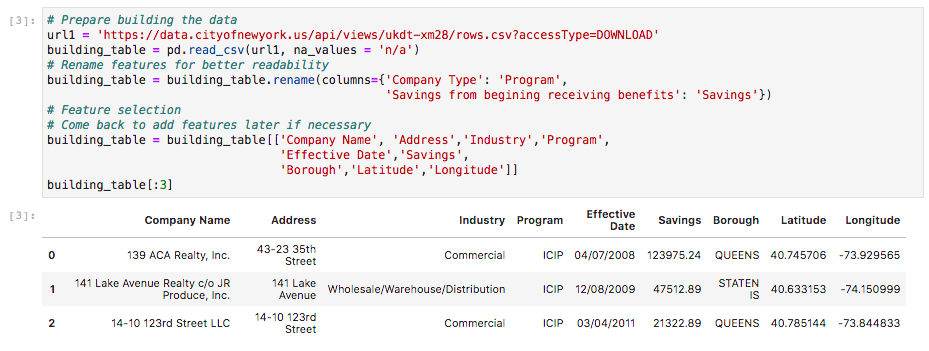 [3]: # Prepare building the data
url1 = 'https://data.cityofnewyork.us/api/views/ukdt-xm28/rows.csv?accessType=DOWNLOAD'
building_table = pd.read_csv(url1, na_values = 'n/a')
# Rename features for better readability
building_table = building_table.rename(columns={'Company Type': 'Program',
'Savings from begining receiving benefits': 'Savings'})
# Feature selection
# Come back to add features later if necessary
building_table = building_table[['Company Name', 'Address','Industry','Program',
'Effective Date','Savings',
'Borough','Latitude','Longitude']]
building_table[:3]
[3]:
Company Name Address Industry Program Effective Date Savings Borough Latitude Longitude
0 139 ACA Realty, Inc. 43-23 35th Street Commercial ICIP 04/07/2008 123975.24 QUEENS 40.745706 -73.929565
1 141 Lake Avenue Realty c/o JR Produce, Inc. 141 Lake Avenue Wholesale/Warehouse/Distribution ICIP 12/08/2009 47512.89 STATEN IS 40.633153 -74.150999
2 14-10 123rd Street LLC 14-10 123rd Street Commercial ICIP 03/04/2011 21322.89 QUEENS 40.785144 -73.844833